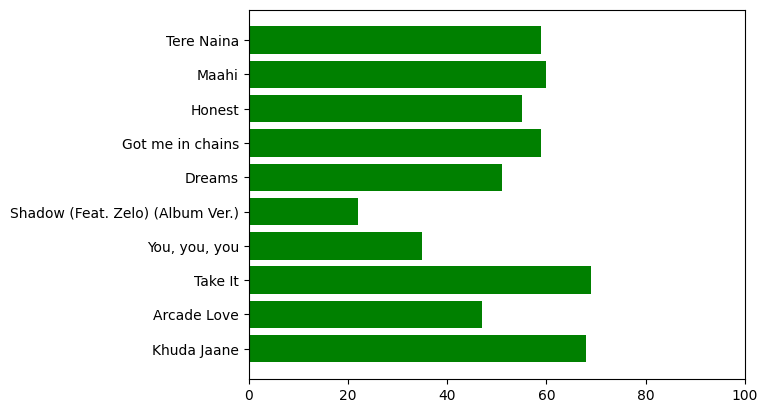 Tere Naina
Maahi
Honest
Got me in chains
Dreams
Shadow (Feat. Zelo) (Album Ver.)
You, you, you
Take It
Arcade Love
Khuda Jaane
0 20 40 60 80 100